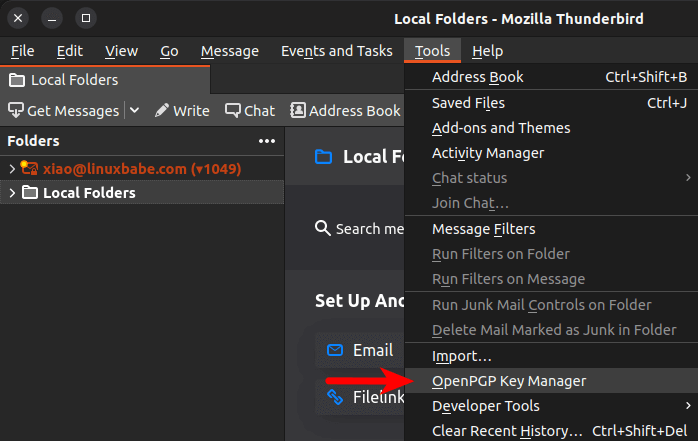 Local Folders - Mozilla Thunderbird
File Edit View Go Message Events and Tasks Tools Help
Local Folders
Get Messages Write Chat Address Book
Folders
xiao@linuxbabe.com (▾1049)
Local Folders
Local Fo
Search me
Set Up Ano
Email
Filelink
Address Book Ctrl+Shift+B
Saved Files Ctrl+J
Add-ons and Themes
Activity Manager
Chat status
Join Chat…
Message Filters
Run Filters on Folder
Run Filters on Message
Run Junk Mail Controls on Folder
Delete Mail Marked as Junk in Folder
Import…
OpenPGP Key Manager
Developer Tools
Clear Recent History… Ctrl+Shift+Del